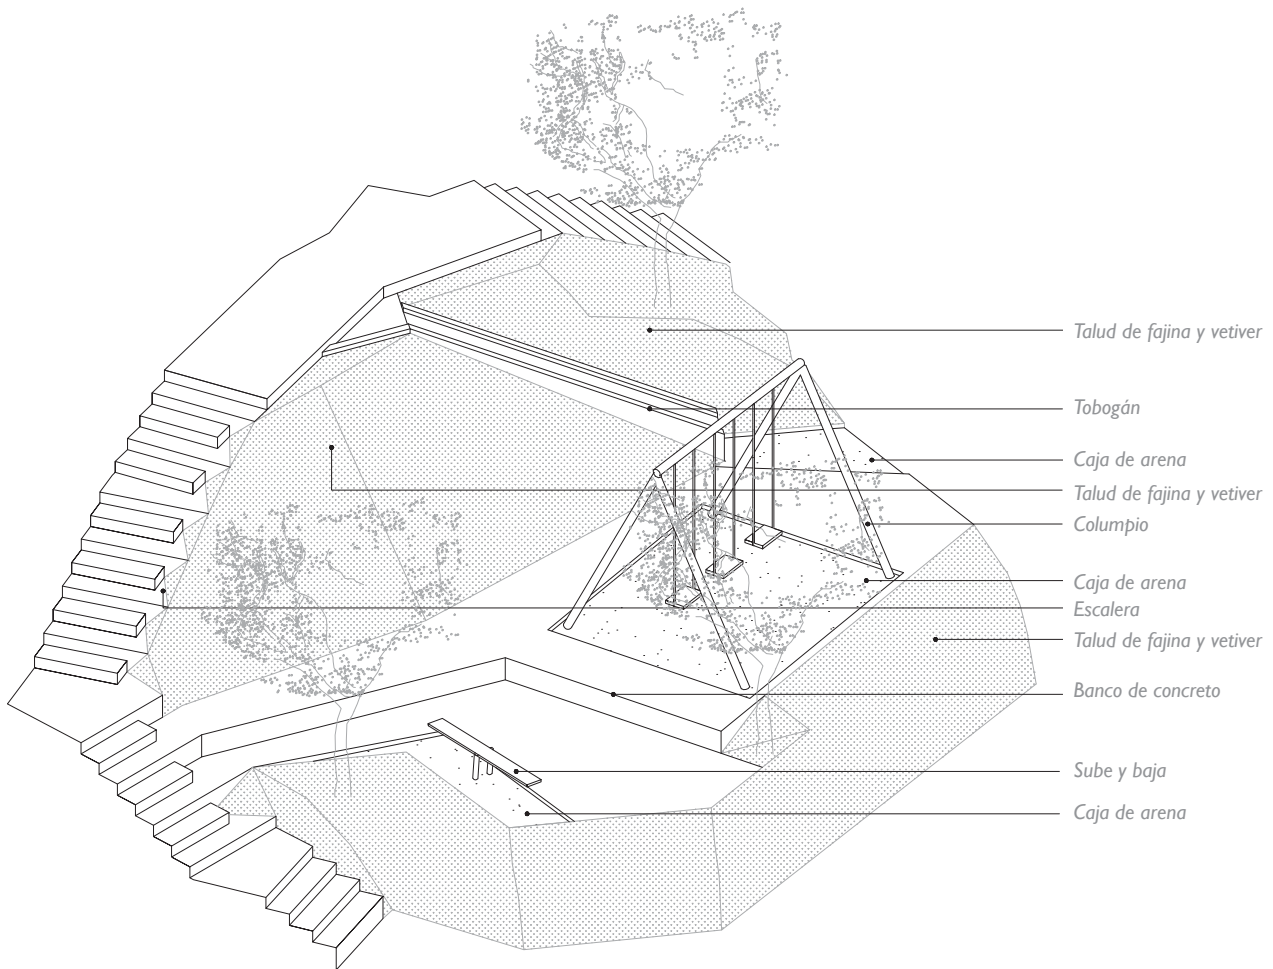 Talud de fajina y vetiver
Tobogán
Caja de arena
Talud de fajina y vetiver
Columpio
Caja de arena
Escalera
Talud de fajina y vetiver
Banco de concreto
Sube y baja
Caja de arena